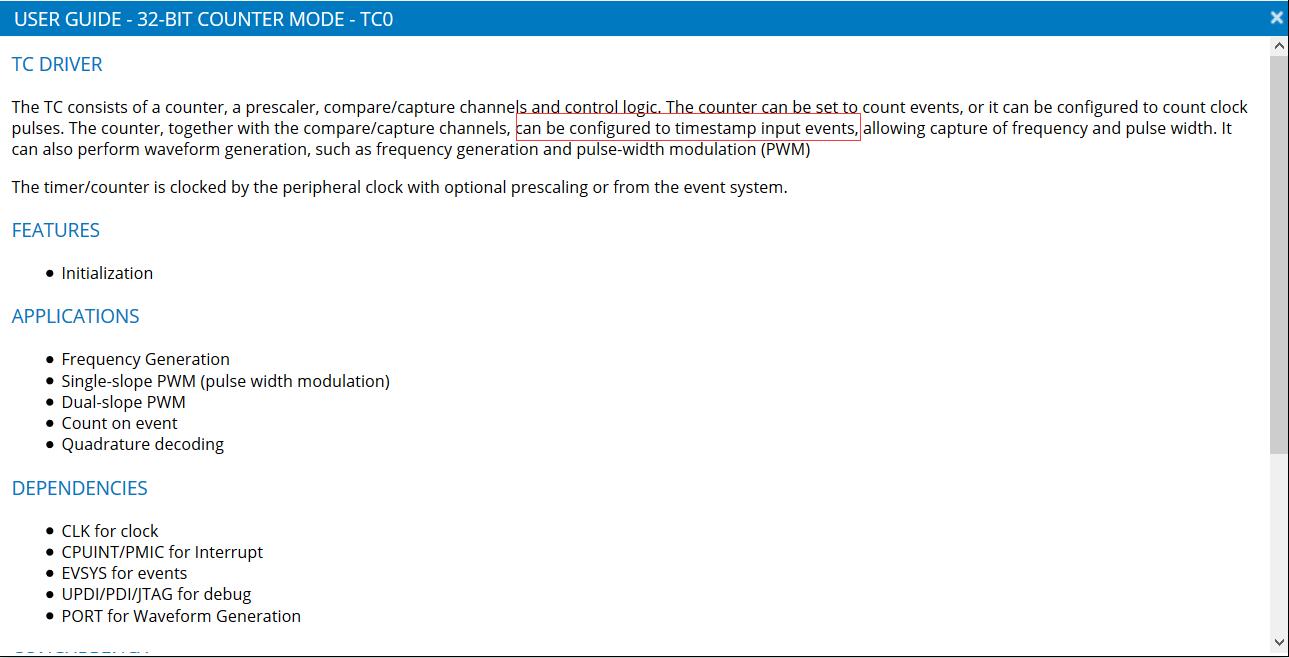 USER GUIDE - 32-BIT COUNTER MODE - TC0
TC DRIVER
The TC consists of a counter, a prescaler, compare/capture channels and control logic. The counter can be set to count events, or it can be configured to count clock
pulses. The counter, together with the compare/capture channels, can be configured to timestamp input events, allowing capture of frequency and pulse width. It
can also perform waveform generation, such as frequency generation and pulse-width modulation (PWM)
The timer/counter is clocked by the peripheral clock with optional prescaling or from the event system.
FEATURES
• Initialization
APPLICATIONS
• Frequency Generation
• Single-slope PWM (pulse width modulation)
• Dual-slope PWM
• Count on event
• Quadrature decoding
DEPENDENCIES
• CLK for clock
• CPUINT/PMIC for Interrupt
• EVSYS for events
• UPDI/PDI/JTAG for debug
• PORT for Waveform Generation